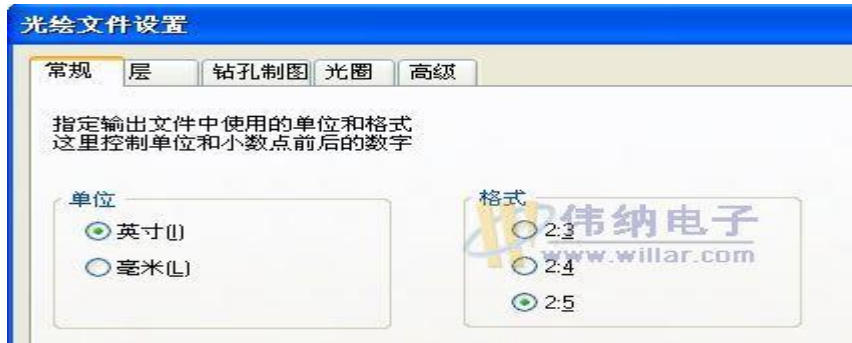 光绘文件设置
常规 层 钻孔制图 光圈 高级
指定输出文件中使用的单位和格式
这里控制单位和小数点前后的数字
单位
英寸(I)
毫米(L)
格式
2:3
2:4
2:5
伟纳电子
www.willar.com